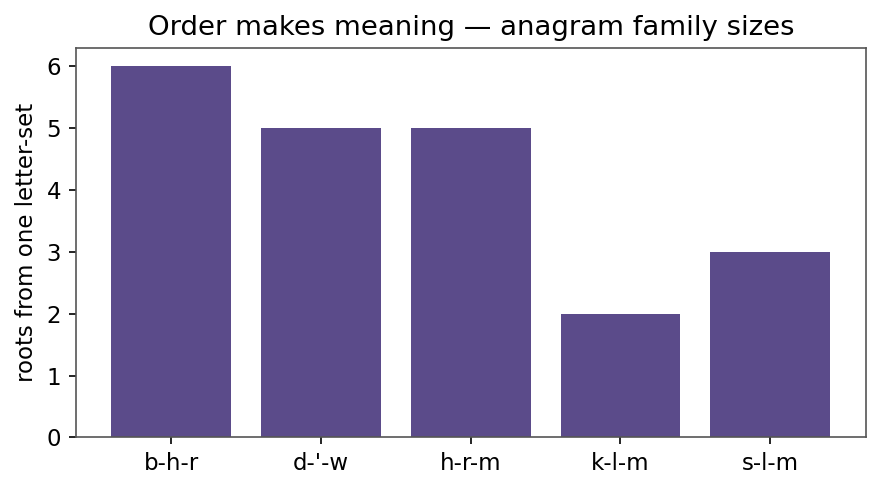 Order makes meaning — anagram family sizes
roots from one letter-set
6
5
4
3
2
1
0
b-h-r
d-'-w
h-r-m
k-l-m
s-l-m